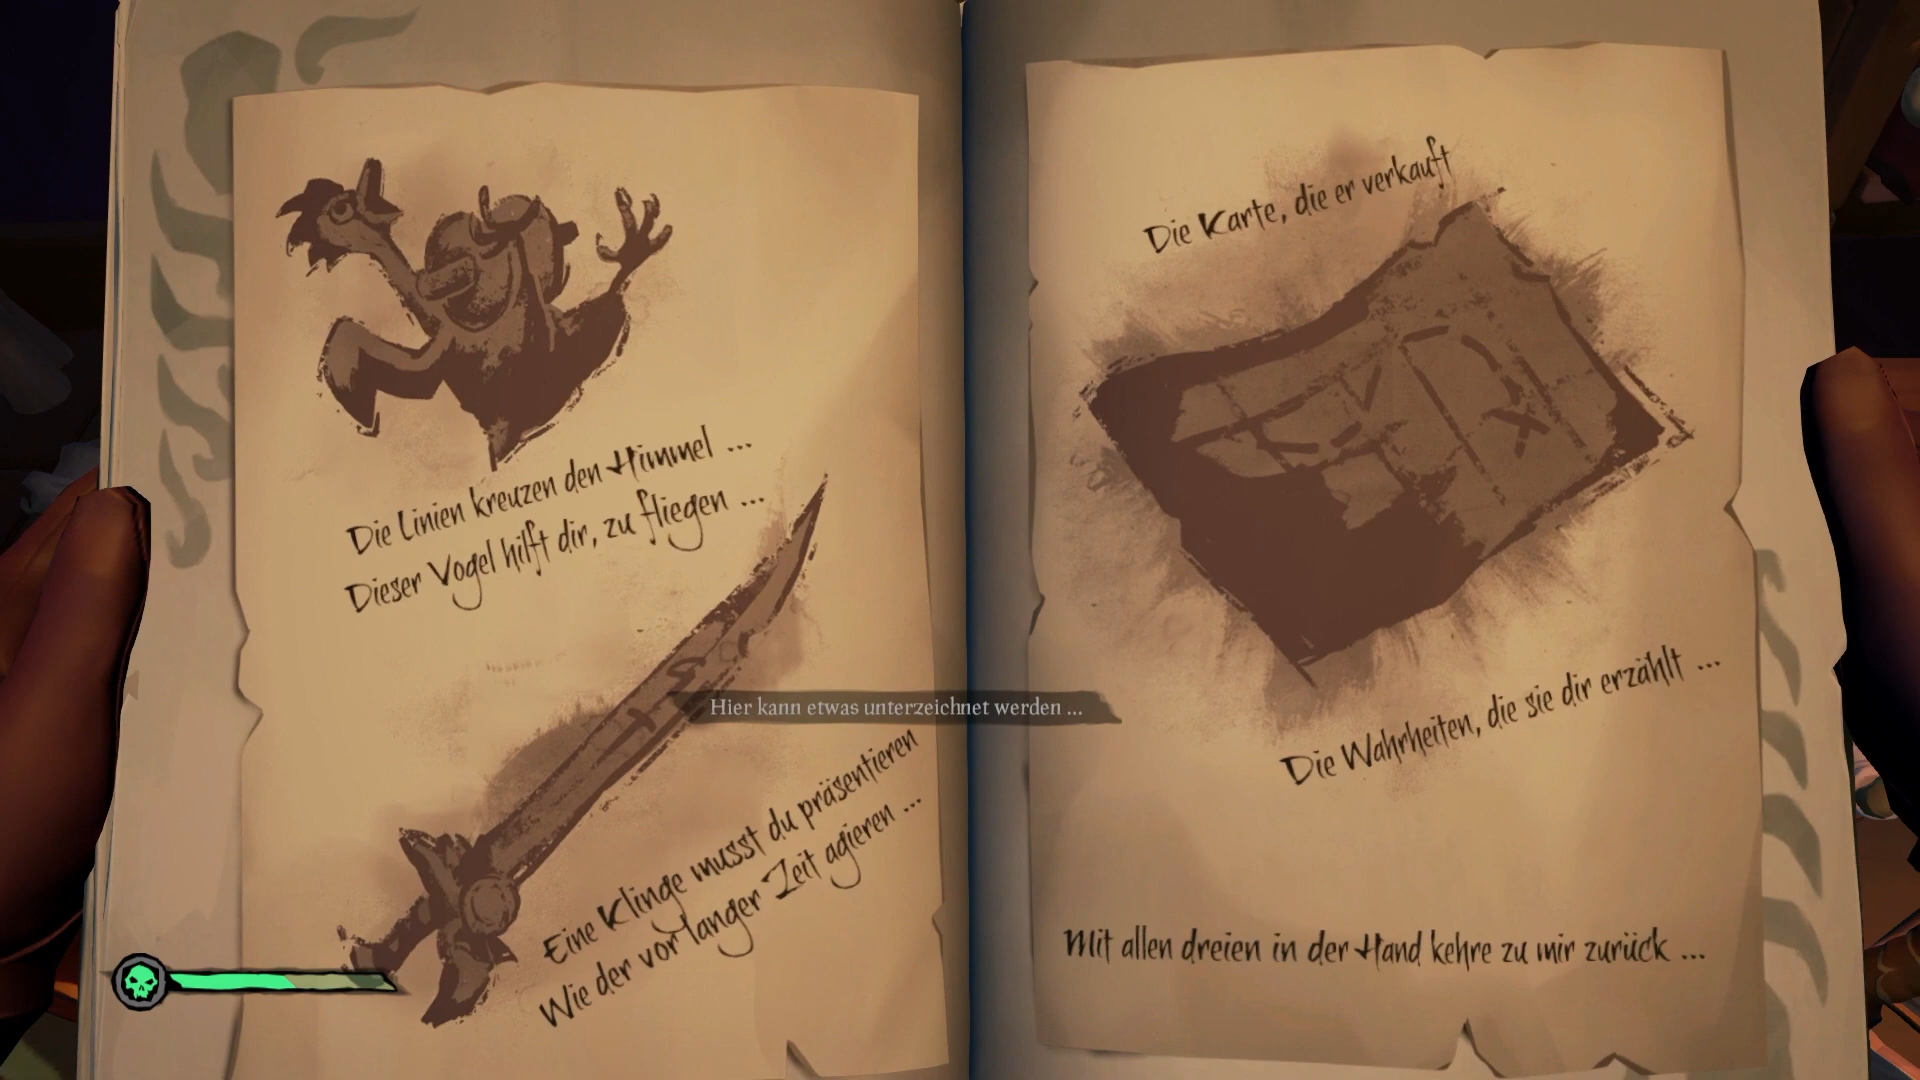 Die Linien kreuzen den Himmel ...
Dieser Vogel hilft dir, zu fliegen ...
Eine Klinge musst du präsentieren
Wie der vor langer Zeit agieren ...
Die Karte, die er verkauft
Die Wahrheiten, die sie dir erzählt ...
Mit allen dreien in der Hand kehre zu mir zurück ...
Hier kann etwas unterzeichnet werden ...